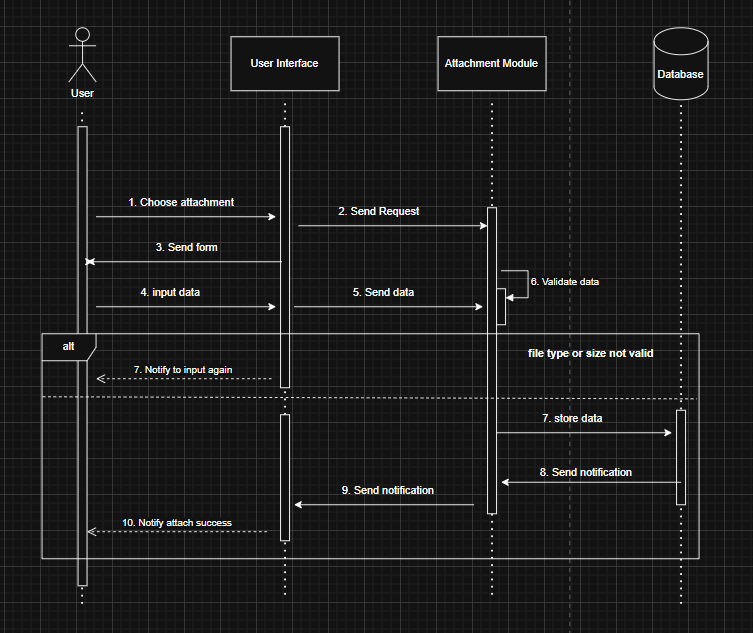 User
User Interface
Attachment Module
Database
1. Choose attachment
2. Send Request
3. Send form
4. input data
5. Send data
6. Validate data
alt
file type or size not valid
7. Notify to input again
7. store data
8. Send notification
9. Send notification
10. Notify attach success